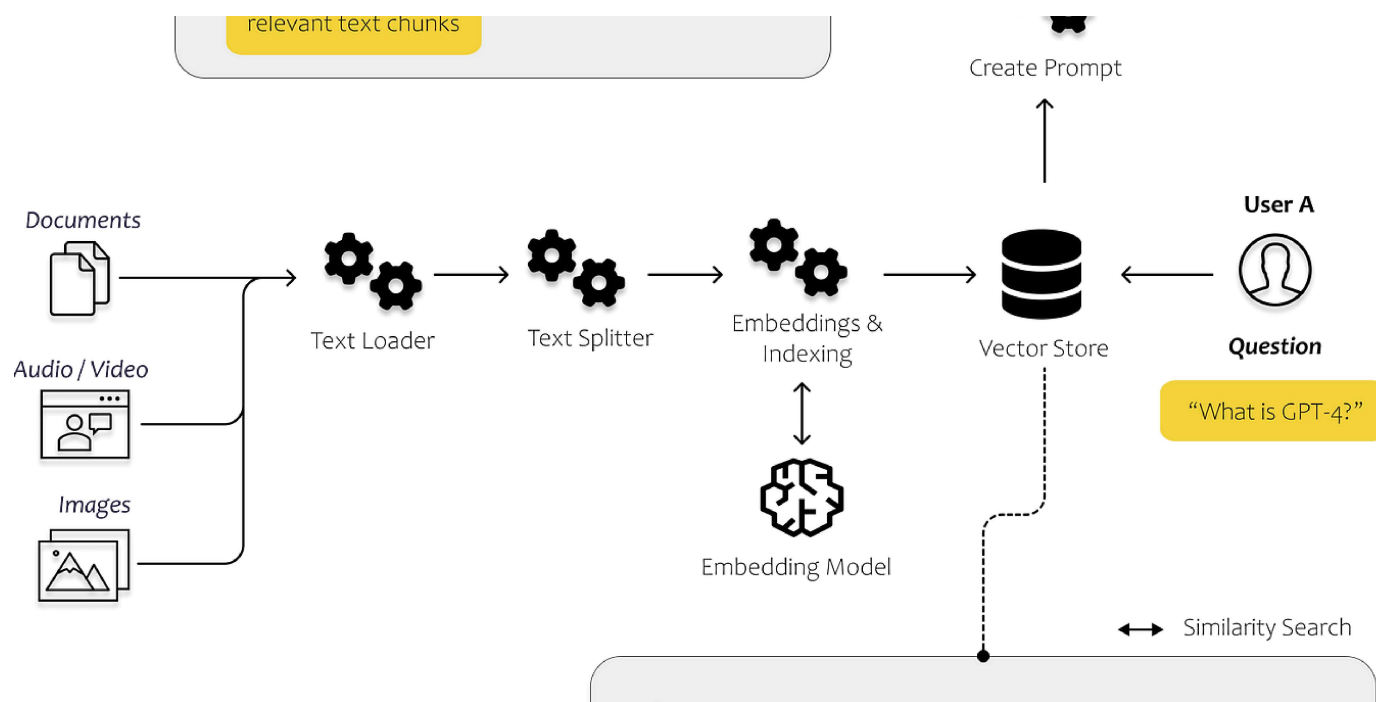 relevant text chunks
Create Prompt
Documents
User A
Text Loader
Text Splitter
Embeddings &
Indexing
Vector Store
Question
Audio / Video
“What is GPT-4?”
Images
Embedding Model
Similarity Search